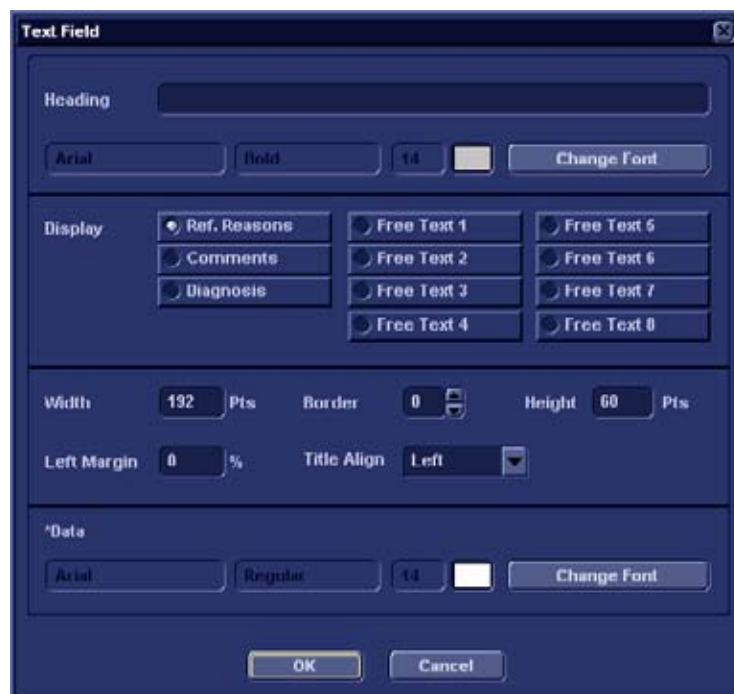 Text Field
Heading
Arial Bold 14 Change Font
Display Ref. Reasons Free Text 1 Free Text 5
Comments Free Text 2 Free Text 6
Diagnosis Free Text 3 Free Text 7
Free Text 4 Free Text 8
Width 192 Pts Border 0 Height 60 Pts
Left Margin 0 % Title Align Left
*Data
Arial Regular 14 Change Font
OK Cancel